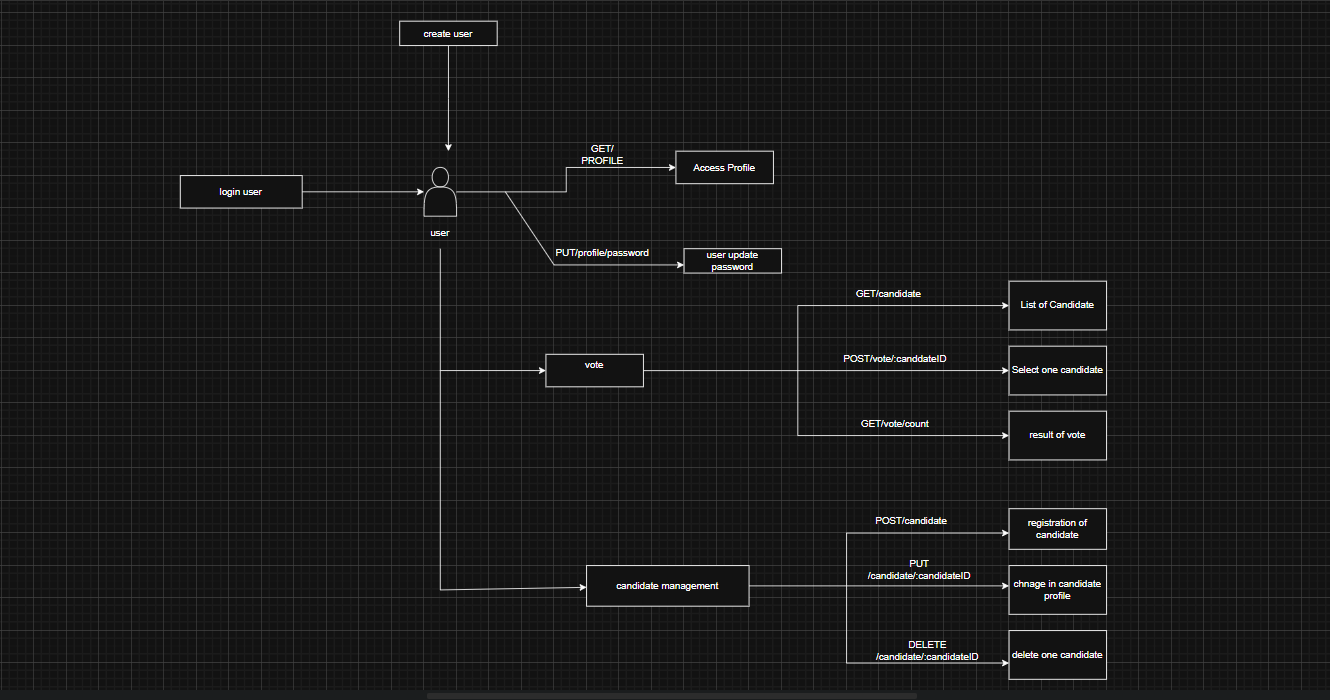 create user
GET/
PROFILE
Access Profile
login user
user
PUT/profile/password
user update
password
GET/candidate
List of Candidate
vote
POST/vote/:canddateID
Select one candidate
GET/vote/count
result of vote
POST/candidate
registration of
candidate
candidate management
PUT
/candidate/:candidateID
chnage in candidate
profile
DELETE
/candidate/:candidateID
delete one candidate